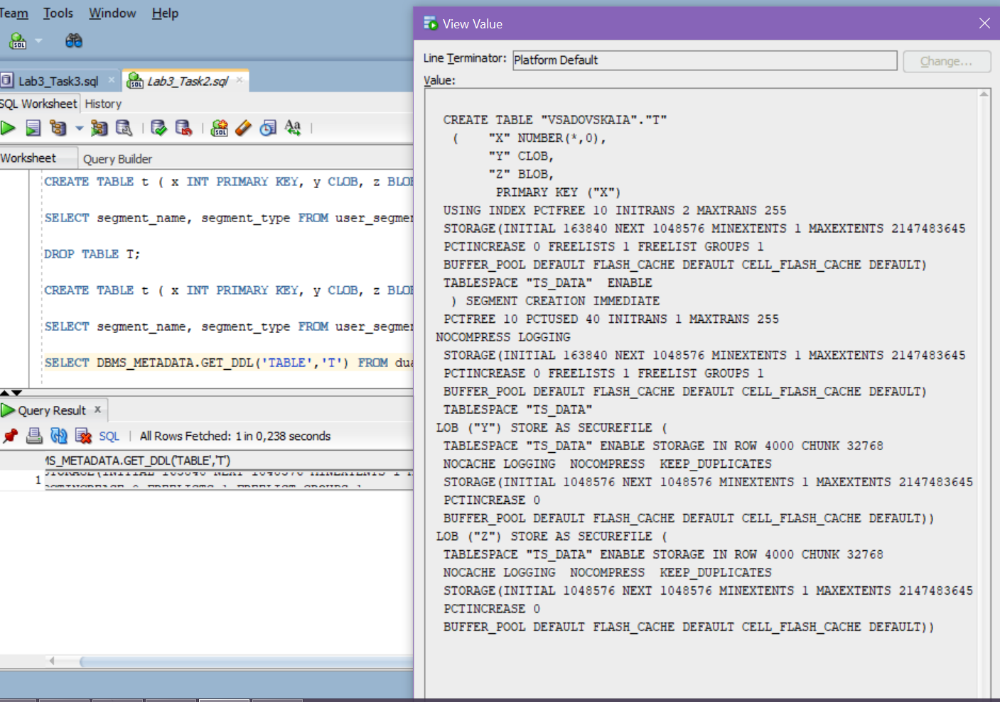 Team Tools Window Help
Lab3_Task3.sql
Lab3_Task2.sql
SQL Worksheet History
Worksheet Query Builder
CREATE TABLE t ( x INT PRIMARY KEY, y CLOB, z BLOB
SELECT segment_name, segment_type FROM user_segmen
DROP TABLE T;
CREATE TABLE t ( x INT PRIMARY KEY, y CLOB, z BLOB
SELECT segment_name, segment_type FROM user_segmen
SELECT DBMS_METADATA.GET_DDL('TABLE','T') FROM dua
Query Result
SQL All Rows Fetched: 1 in 0,238 seconds
MS_METADATA.GET_DDL('TABLE','T')
1
View Value
Line Terminator: Platform Default Change...
Value:
CREATE TABLE "VSADOVSKAIA"."T"
( "X" NUMBER(*,0),
"Y" CLOB,
"Z" BLOB,
PRIMARY KEY ("X")
USING INDEX PCTFREE 10 INITRANS 2 MAXTRANS 255
STORAGE(INITIAL 163840 NEXT 1048576 MINEXTENTS 1 MAXEXTENTS 2147483645
PCTINCREASE 0 FREELISTS 1 FREELIST GROUPS 1
BUFFER_POOL DEFAULT FLASH_CACHE DEFAULT CELL_FLASH_CACHE DEFAULT)
TABLESPACE "TS_DATA" ENABLE
) SEGMENT CREATION IMMEDIATE
PCTFREE 10 PCTUSED 40 INITRANS 1 MAXTRANS 255
NOCOMPRESS LOGGING
STORAGE(INITIAL 163840 NEXT 1048576 MINEXTENTS 1 MAXEXTENTS 2147483645
PCTINCREASE 0 FREELISTS 1 FREELIST GROUPS 1
BUFFER_POOL DEFAULT FLASH_CACHE DEFAULT CELL_FLASH_CACHE DEFAULT)
TABLESPACE "TS_DATA"
LOB ("Y") STORE AS SECUREFILE (
TABLESPACE "TS_DATA" ENABLE STORAGE IN ROW 4000 CHUNK 32768
NOCACHE LOGGING NOCOMPRESS KEEP_DUPLICATES
STORAGE(INITIAL 1048576 NEXT 1048576 MINEXTENTS 1 MAXEXTENTS 2147483645
PCTINCREASE 0
BUFFER_POOL DEFAULT FLASH_CACHE DEFAULT CELL_FLASH_CACHE DEFAULT))
LOB ("Z") STORE AS SECUREFILE (
TABLESPACE "TS_DATA" ENABLE STORAGE IN ROW 4000 CHUNK 32768
NOCACHE LOGGING NOCOMPRESS KEEP_DUPLICATES
STORAGE(INITIAL 1048576 NEXT 1048576 MINEXTENTS 1 MAXEXTENTS 2147483645
PCTINCREASE 0
BUFFER_POOL DEFAULT FLASH_CACHE DEFAULT CELL_FLASH_CACHE DEFAULT))